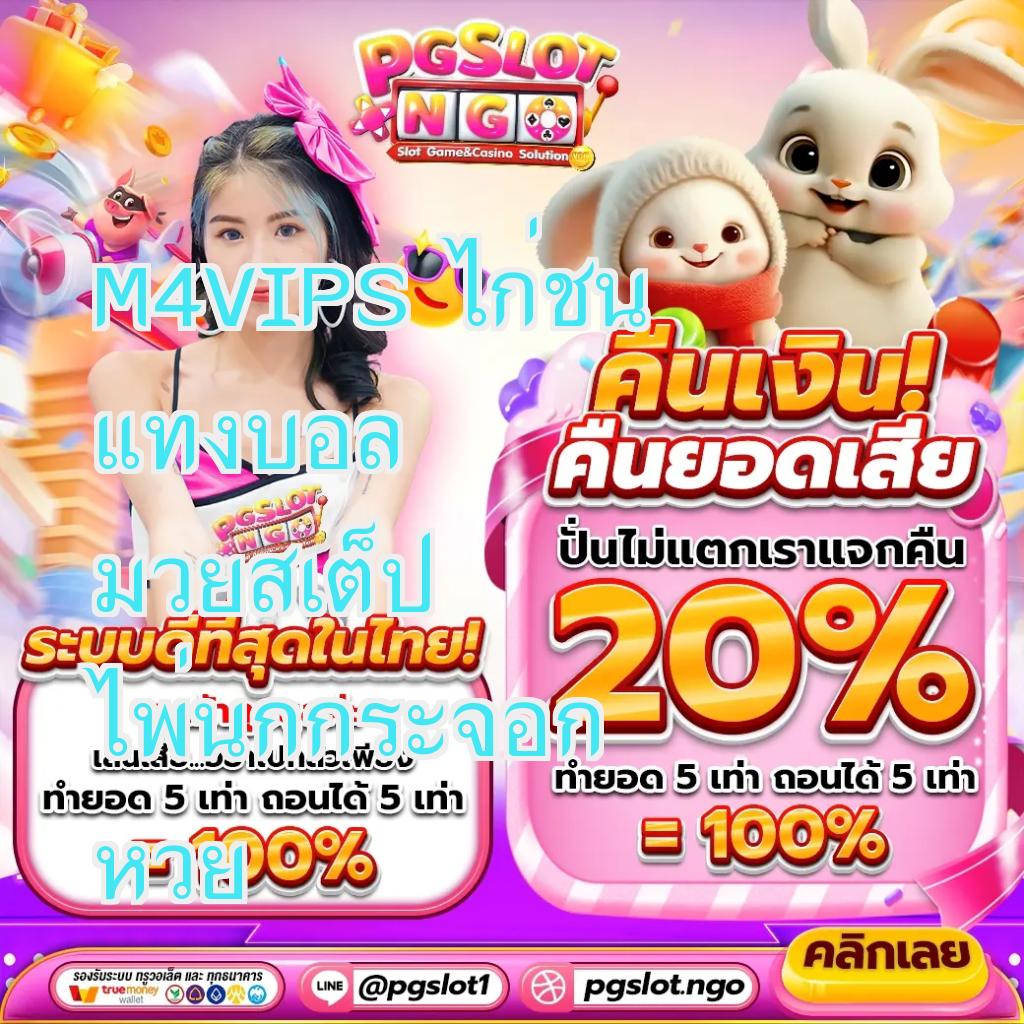 PGSLOT
NGO
Slot Game&Casino Solution
M4VIPS ไก่ชน
แทงบอล
มวยสเต็ป
ไพ่นกกระจอก
หวย
PGSLOT
NGO
ระบบดีที่สุดในไทย!
ทำยอด 5 เท่า ถอนได้ 5 เท่า
100%
คืนเงิน!
คืนยอดเสีย
ปั่นไม่แตกเราแจกคืน
20%
ทำยอด 5 เท่า ถอนได้ 5 เท่า
= 100%
คลิกเลย
รองรับระบบ ทรูวอเล็ต และ ทุกธนาคาร
truemoney
wallet
LINE @pgslot1
pgslot.ngo